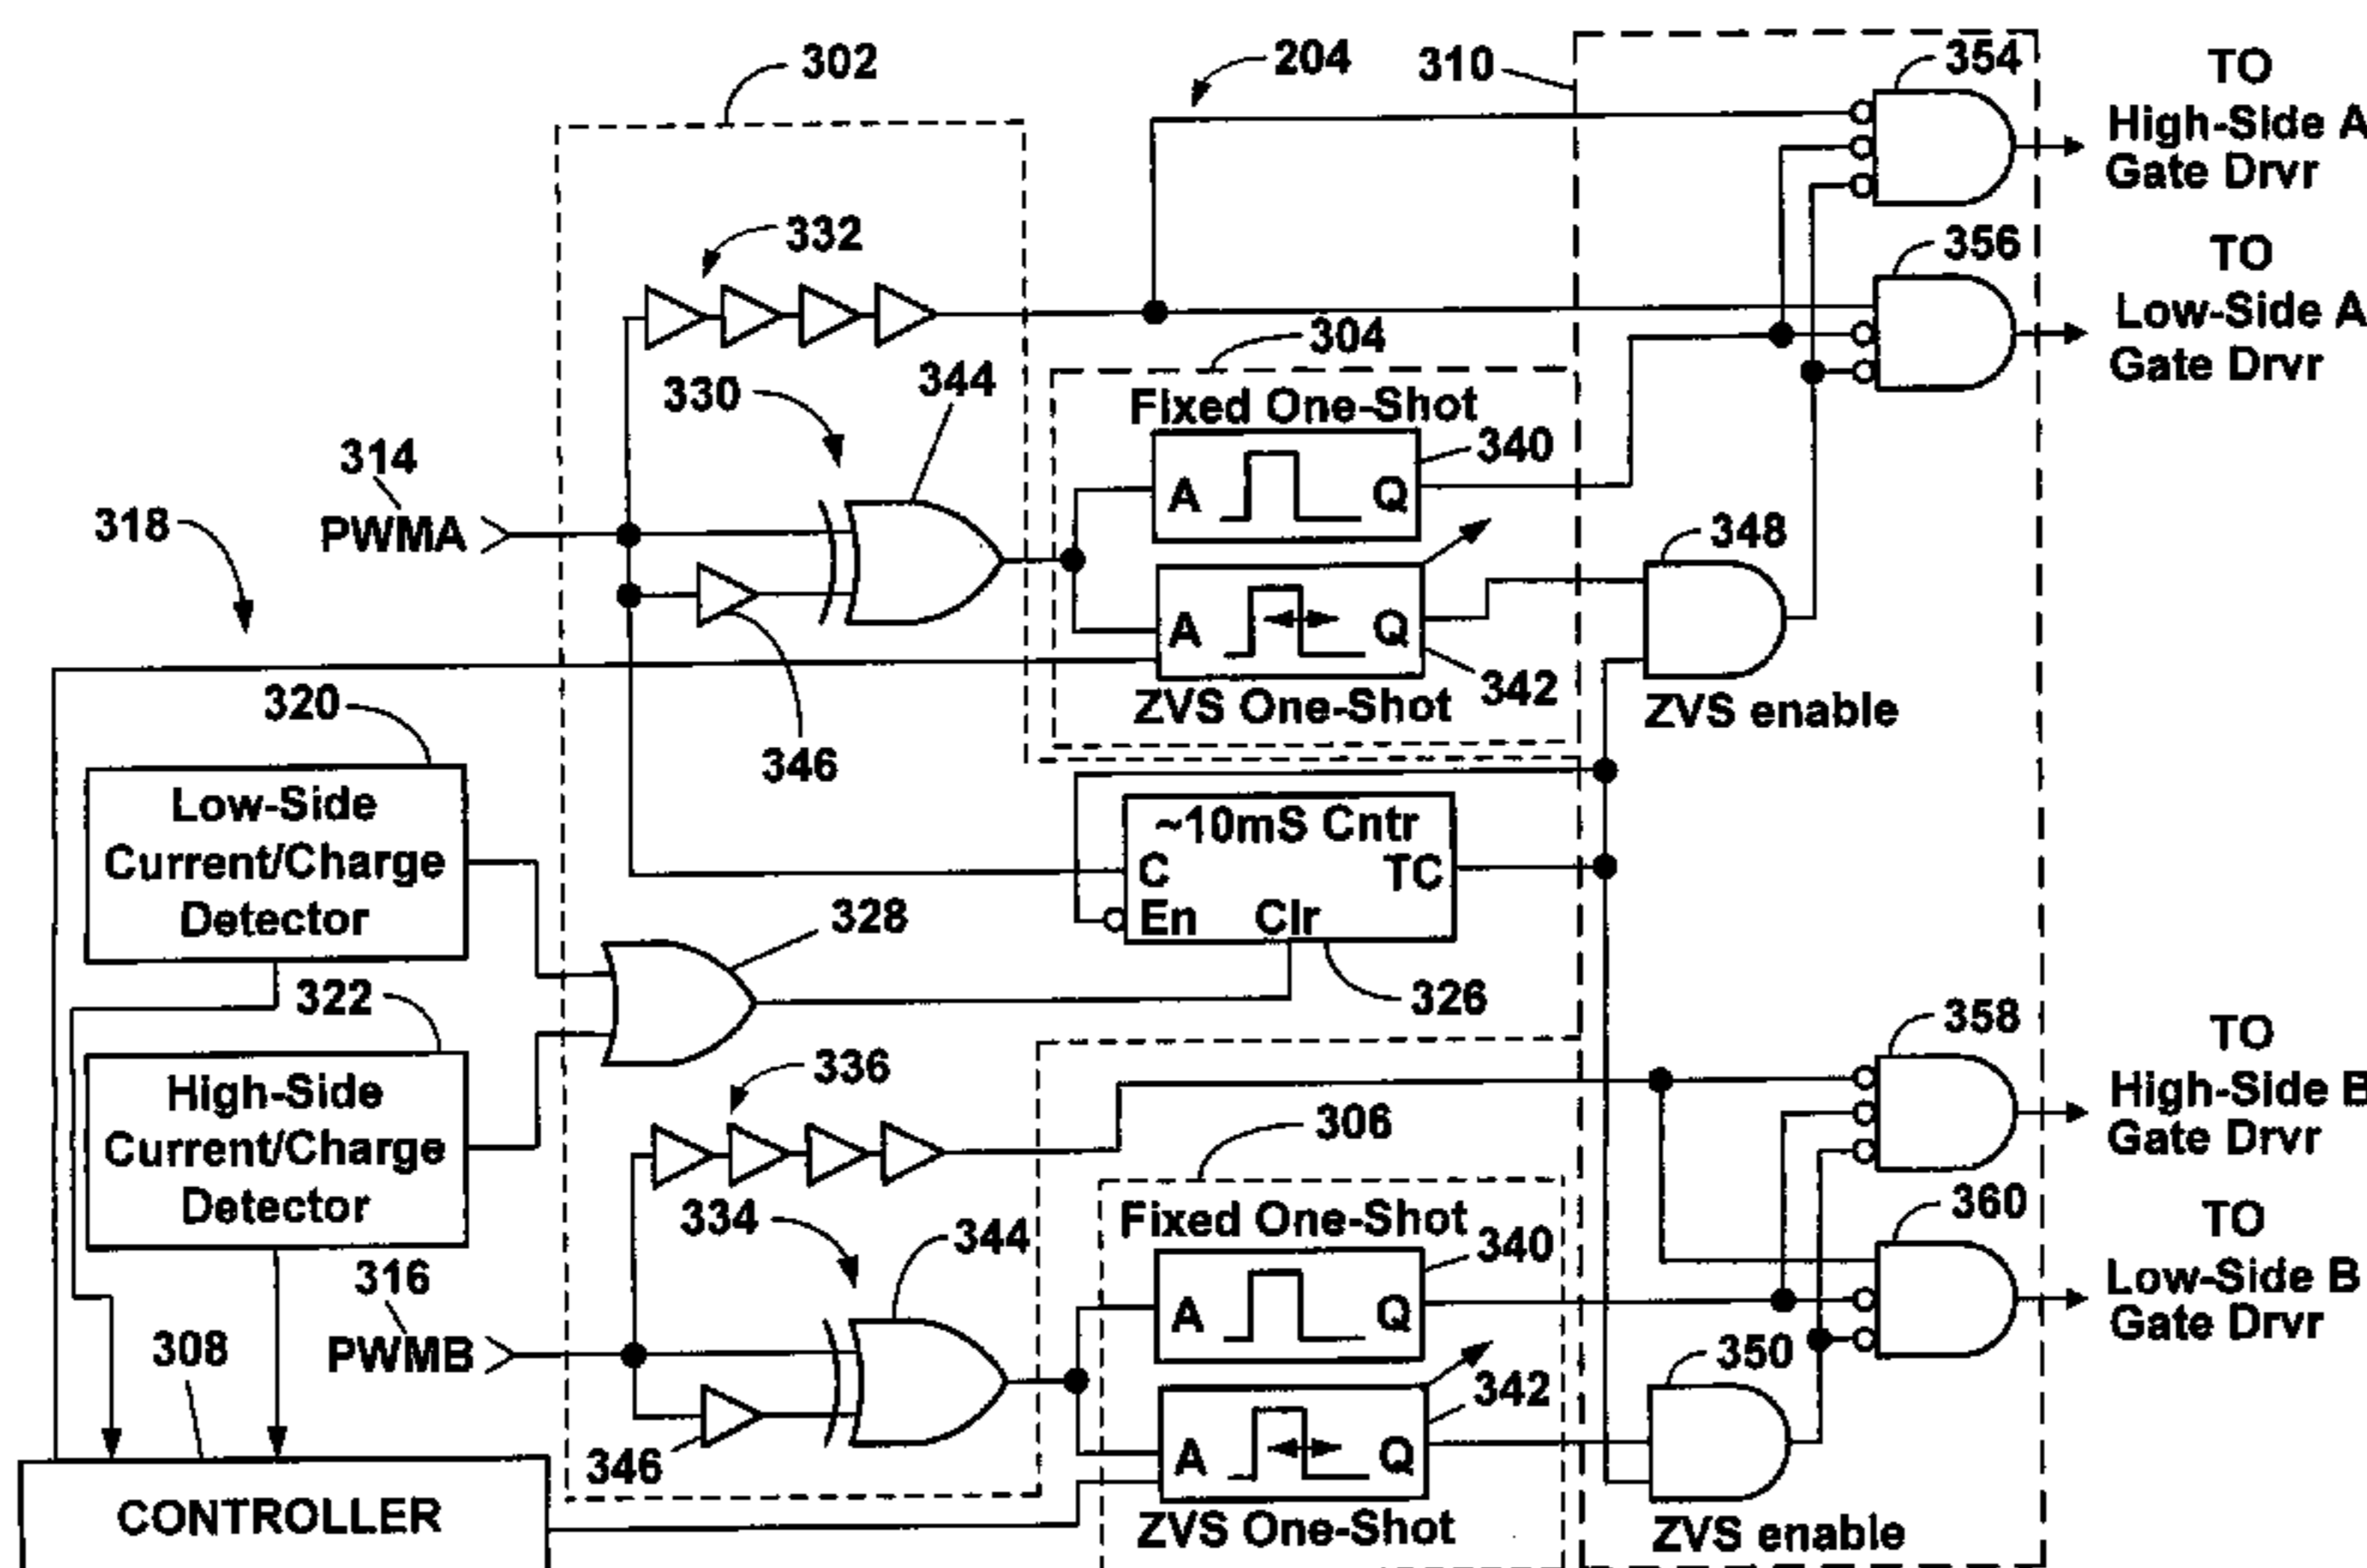 302
204
310
354
TO
High-Side A
Gate Drvr
332
356
TO
Low-Side A
Gate Drvr
304
330
344
Fixed One-Shot
340
A
Q
314
PWMA
318
348
A
Q
342
ZVS One-Shot
ZVS enable
346
320
Low-Side
Current/Charge
Detector
~10mS Cntr
C
TC
En
Clr
328
326
322
High-Side
Current/Charge
Detector
336
358
TO
High-Side B
Gate Drvr
306
334
344
Fixed One-Shot
340
A
Q
360
TO
Low-Side B
Gate Drvr
316
PWMB
308
350
346
342
A
Q
CONTROLLER
ZVS One-Shot
ZVS enable